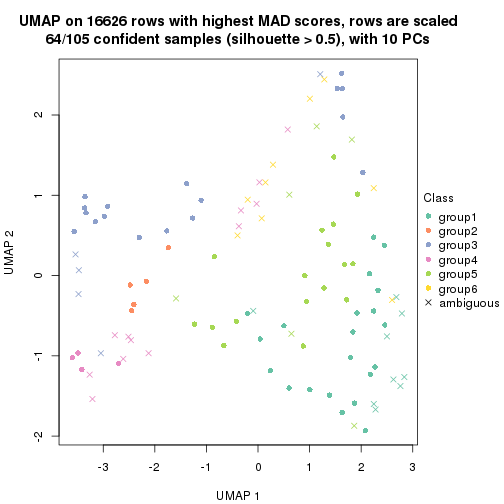 UMAP on 16626 rows with highest MAD scores, rows are scaled
64/105 confident samples (silhouette > 0.5), with 10 PCs
UMAP 2
2
1
0
-1
-2
-3
-2
-1
0
1
2
3
UMAP 1
Class
group1
group2
group3
group4
group5
group6
ambiguous